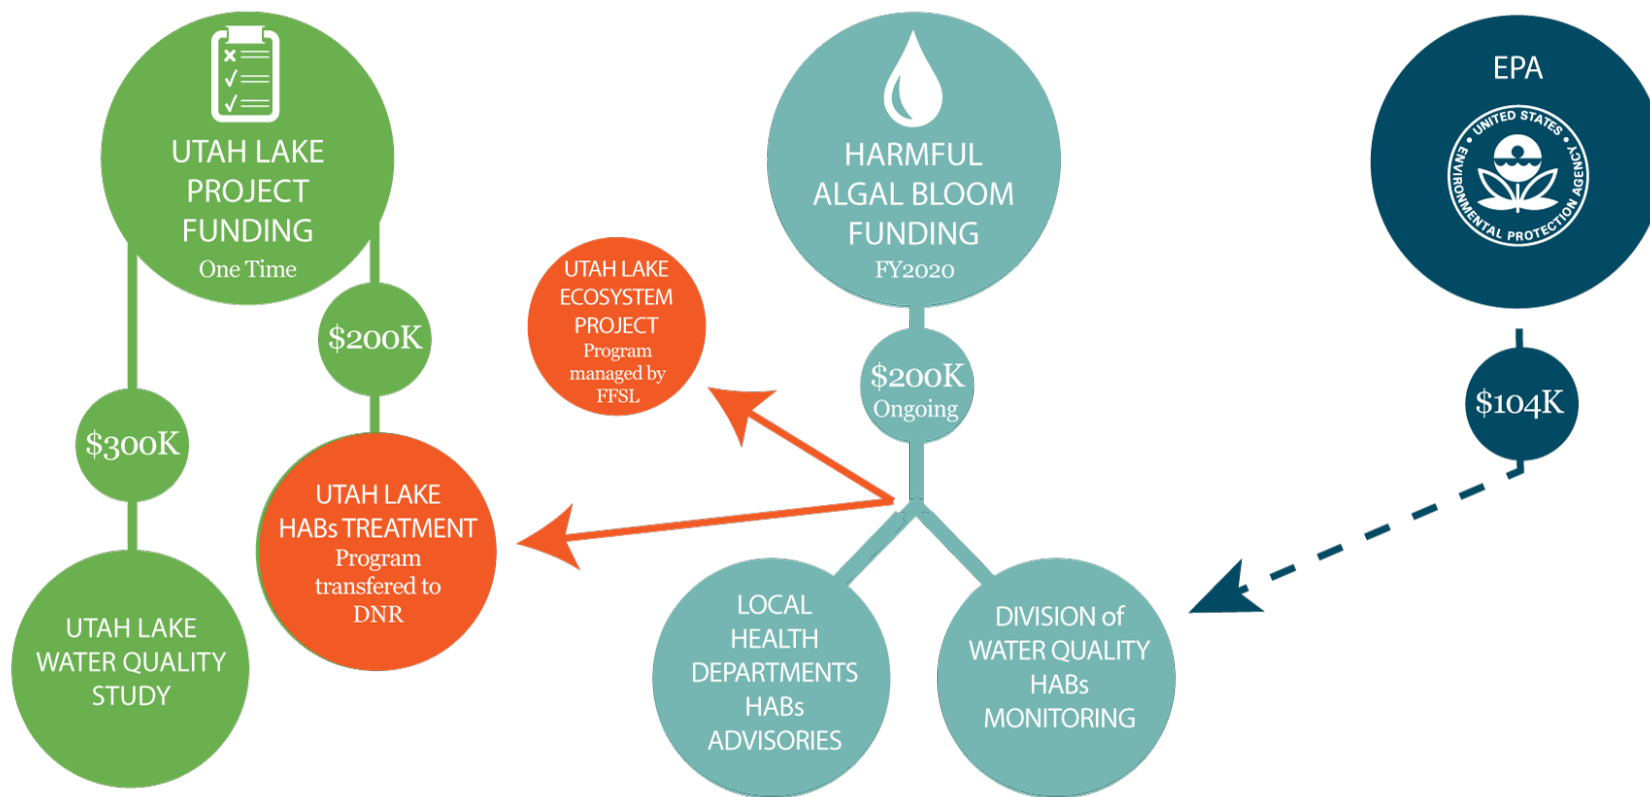 UTAH LAKE
PROJECT
FUNDING
One Time
$200K
$300K
UTAH LAKE
HABs TREATMENT
Program
transfered to
DNR
UTAH LAKE
WATER QUALITY
STUDY
UTAH LAKE
ECOSYSTEM
PROJECT
Program
managed by
FFSL
HARMFUL
ALGAL BLOOM
FUNDING
FY2020
$200K
Ongoing
LOCAL
HEALTH
DEPARTMENTS
HABs
ADVISORIES
DIVISION of
WATER QUALITY
HABs
MONITORING
EPA
UNITED STATES
ENVIRONMENTAL PROTECTION AGENCY
$104K